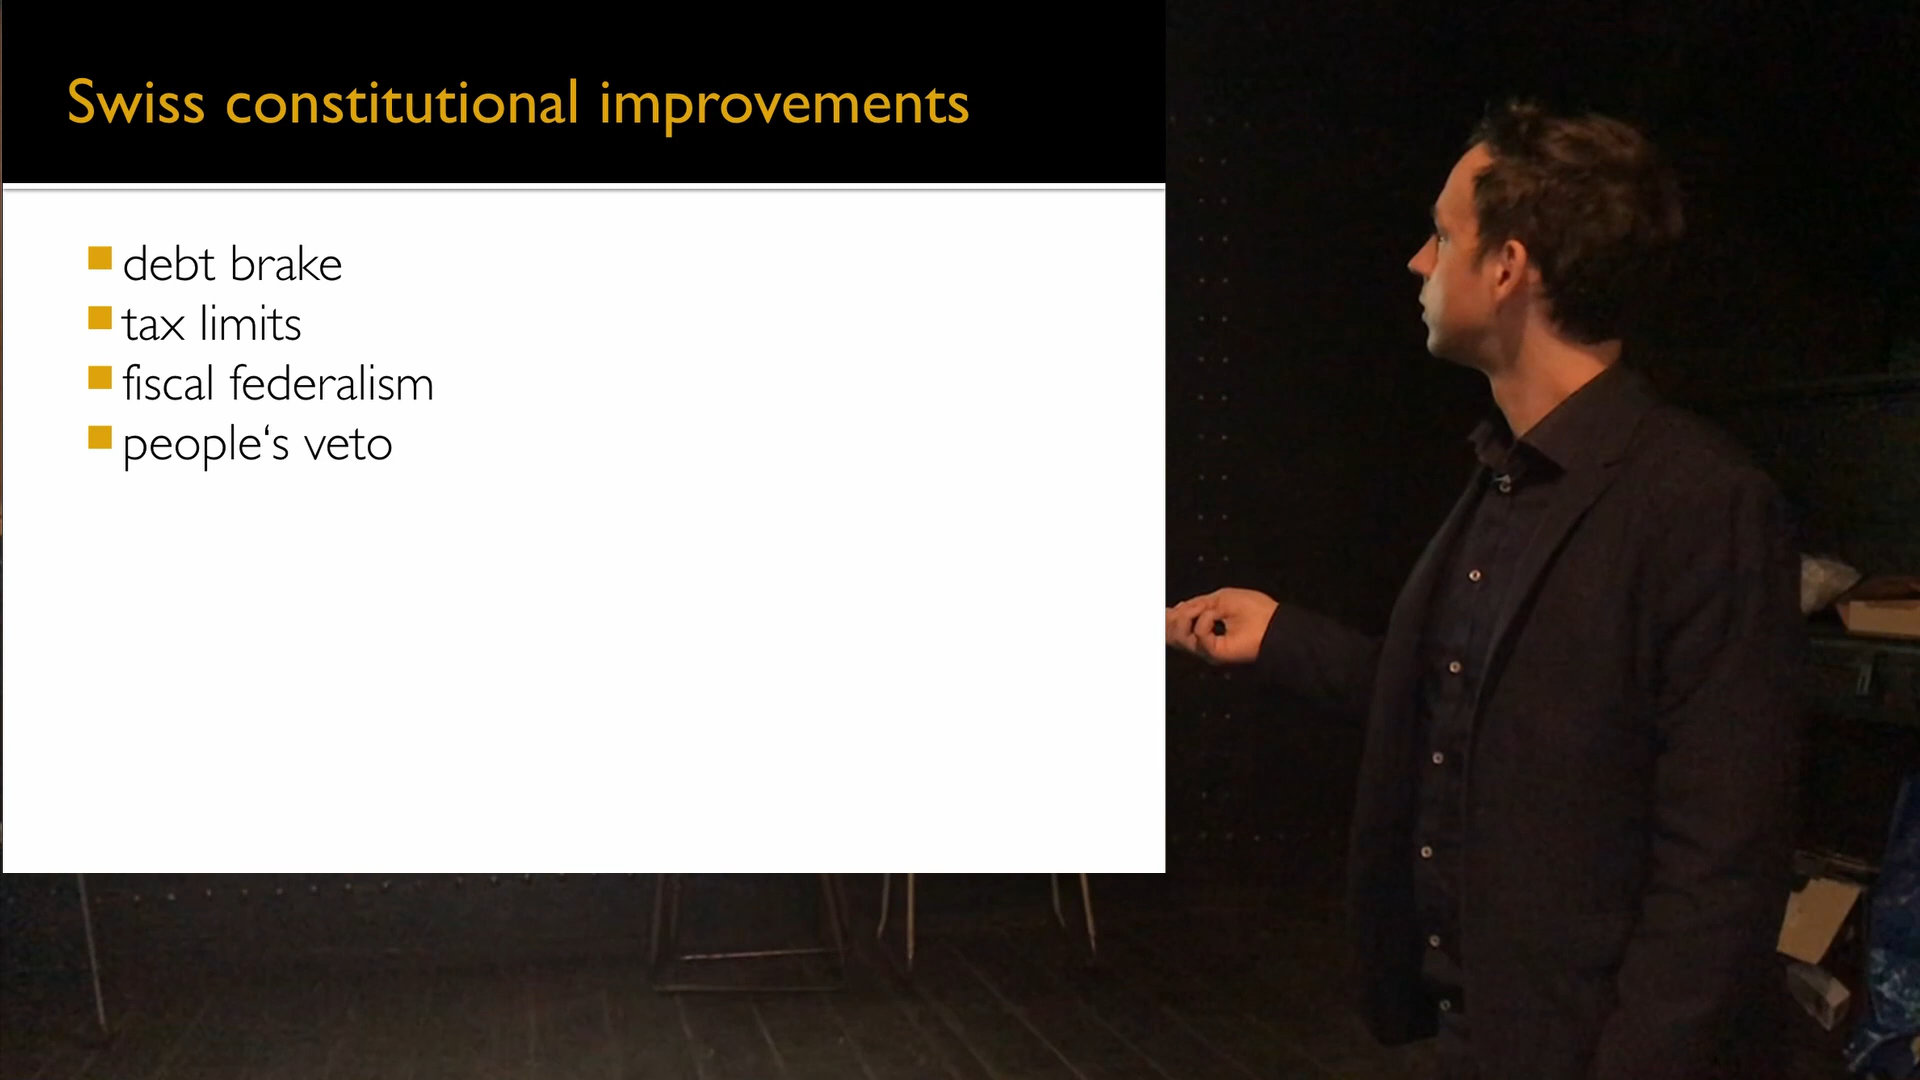 Swiss constitutional improvements
debt brake
tax limits
fiscal federalism
people‘s veto